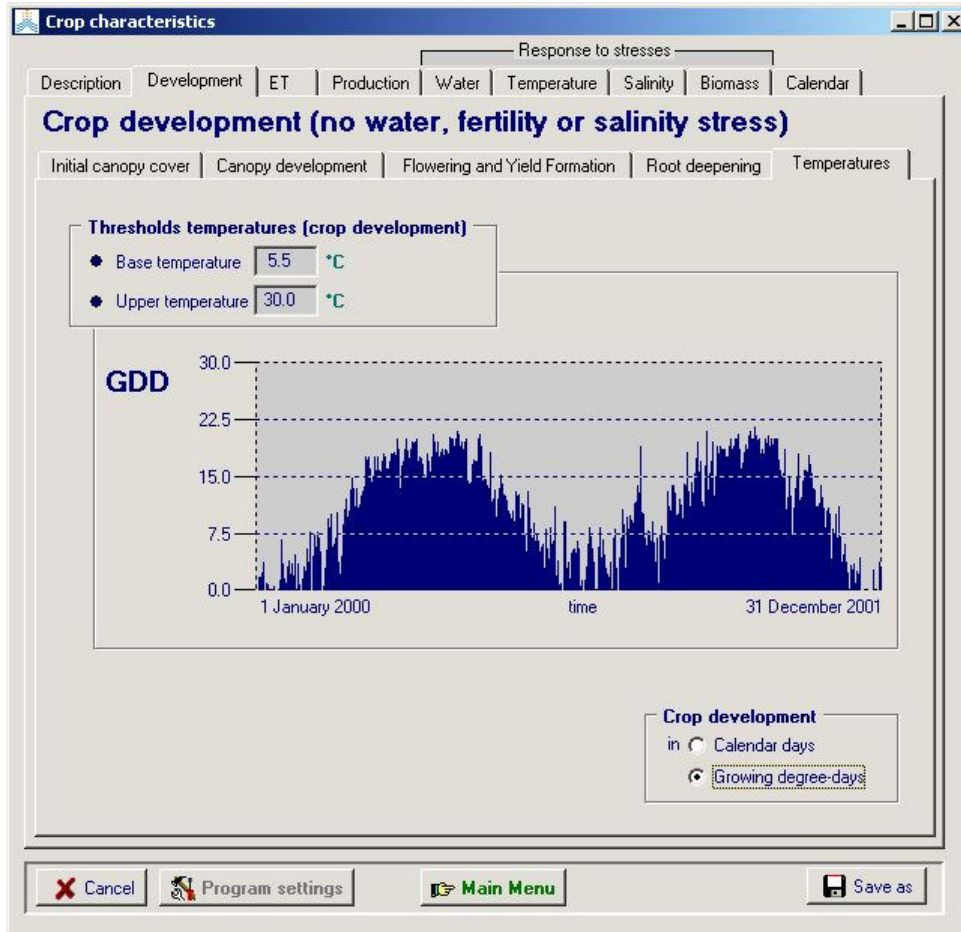 Crop characteristics
Response to stresses
Description Development ET Production Water Temperature Salinity Biomass Calendar
Crop development (no water, fertility or salinity stress)
Initial canopy cover Canopy development Flowering and Yield Formation Root deepening Temperatures
Thresholds temperatures (crop development)
Base temperature 5.5 °C
Upper temperature 30.0 °C
GDD
30.0
22.5
15.0
7.5
0.0
1 January 2000 time 31 December 2001
Crop development
in Calendar days
Growing degree-days
Cancel Program settings Main Menu Save as